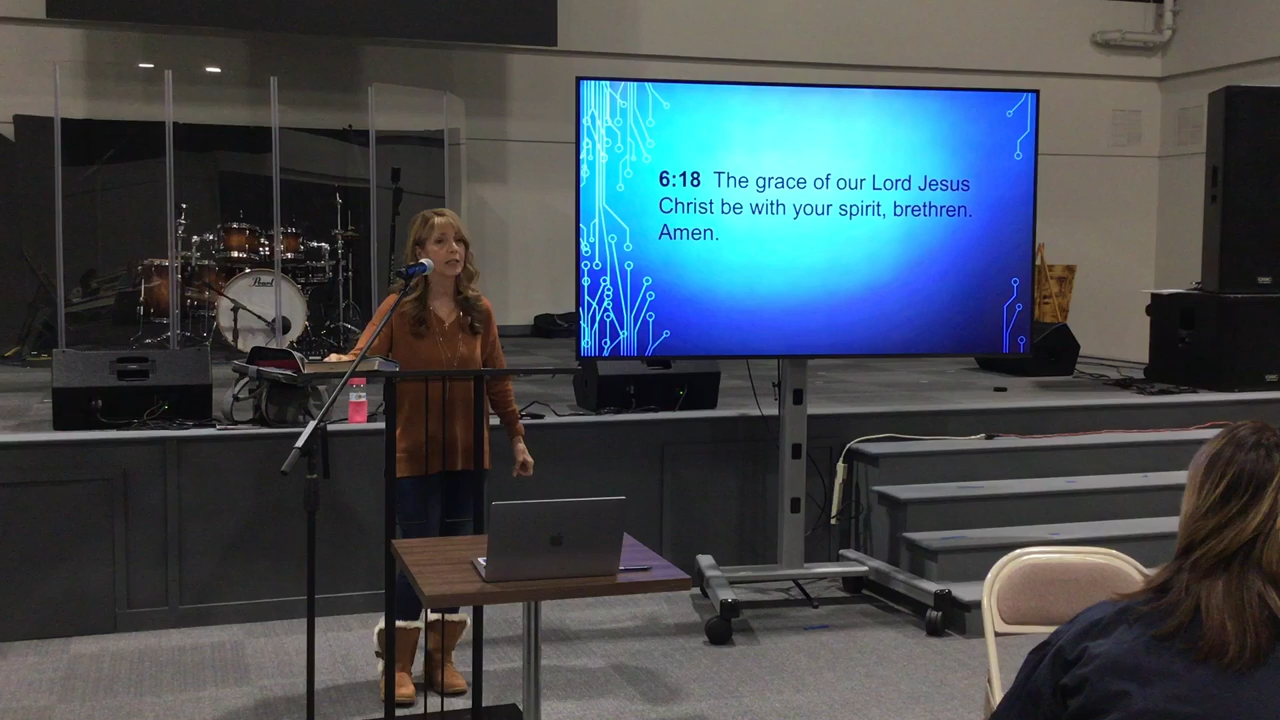 6:18 The grace of our Lord Jesus
Christ be with your spirit, brethren.
Amen.
Pearl